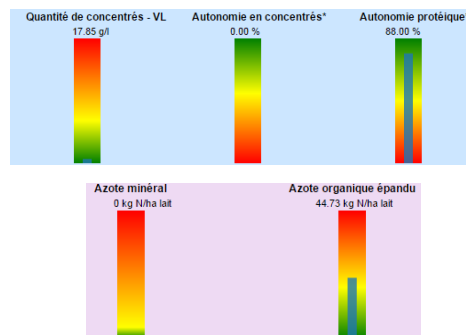 Quantité de concentrés - VL
17.85 g/l
Autonomie en concentrés*
0.00 %
Autonomie protéique
88.00 %
Azote minéral
0 kg N/ha lait
Azote organique épandu
44.73 kg N/ha lait